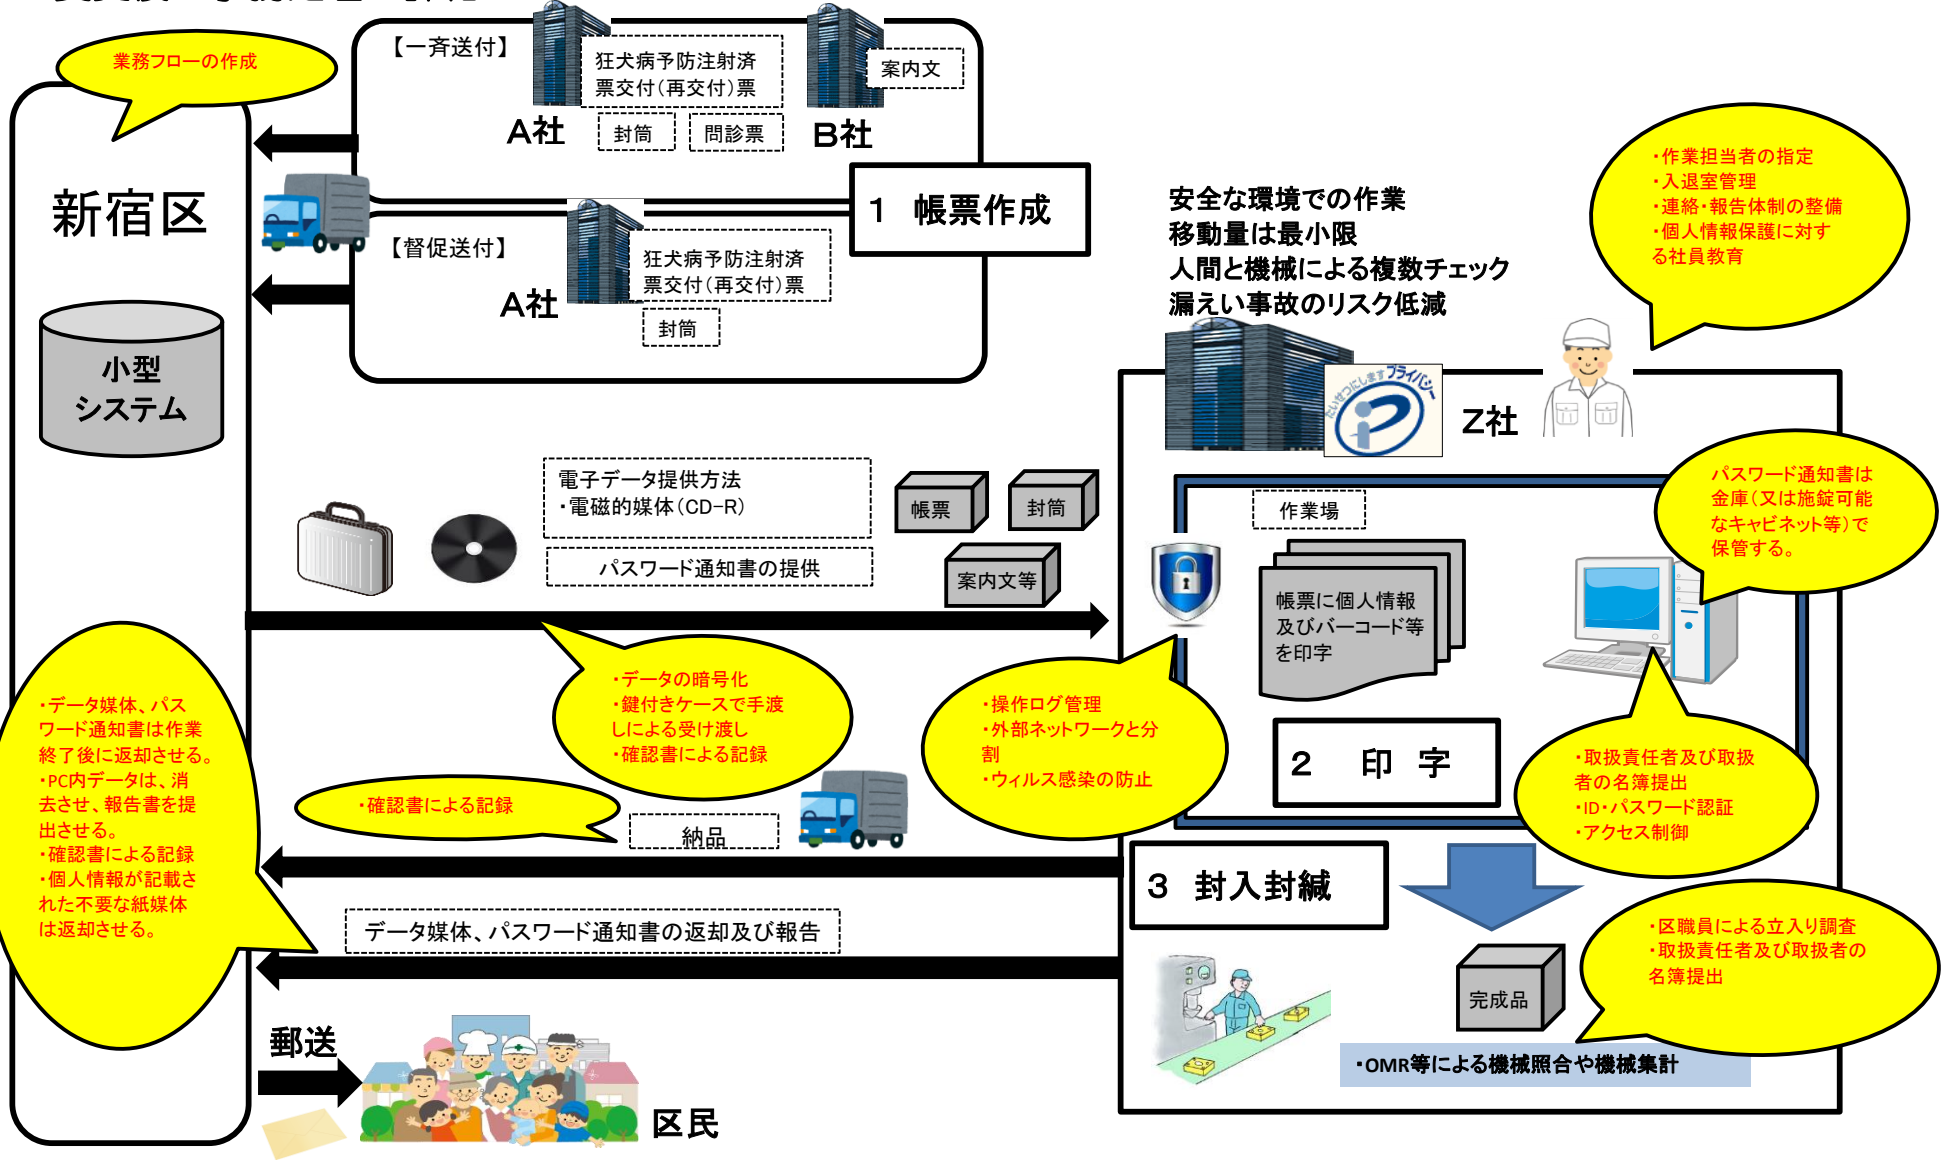 業務フローの作成
新宿区
小型
システム
【一斉送付】
狂犬病予防注射済
票交付(再交付)票
A社
封筒
問診票
案内文
B社
1 帳票作成
【督促送付】
狂犬病予防注射済
票交付(再交付)票
A社
封筒
安全な環境での作業
移動量は最小限
人間と機械による複数チェック
漏えい事故のリスク低減
・作業担当者の指定
・入退室管理
・連絡・報告体制の整備
・個人情報保護に対す
る社員教育
たいせつにしますプライバシー
Z社
電子データ提供方法
・電磁的媒体(CD-R)
パスワード通知書の提供
帳票
封筒
案内文等
作業場
パスワード通知書は
金庫(又は施錠可能
なキャビネット等)で
保管する。
帳票に個人情報
及びバーコード等
を印字
・データの暗号化
・鍵付きケースで手渡
しによる受け渡し
・確認書による記録
・操作ログ管理
・外部ネットワークと分
割
・ウィルス感染の防止
2 印 字
・取扱責任者及び取扱
者の名簿提出
・ID・パスワード認証
・アクセス制御
・データ媒体、パス
ワード通知書は作業
終了後に返却させる。
・PC内データは、消
去させ、報告書を提
出させる。
・確認書による記録
・個人情報が記載さ
れた不要な紙媒体
は返却させる。
・確認書による記録
納品
3 封入封緘
データ媒体、パスワード通知書の返却及び報告
・区職員による立入り調査
・取扱責任者及び取扱者の
名簿提出
完成品
・OMR等による機械照合や機械集計
郵送
区民